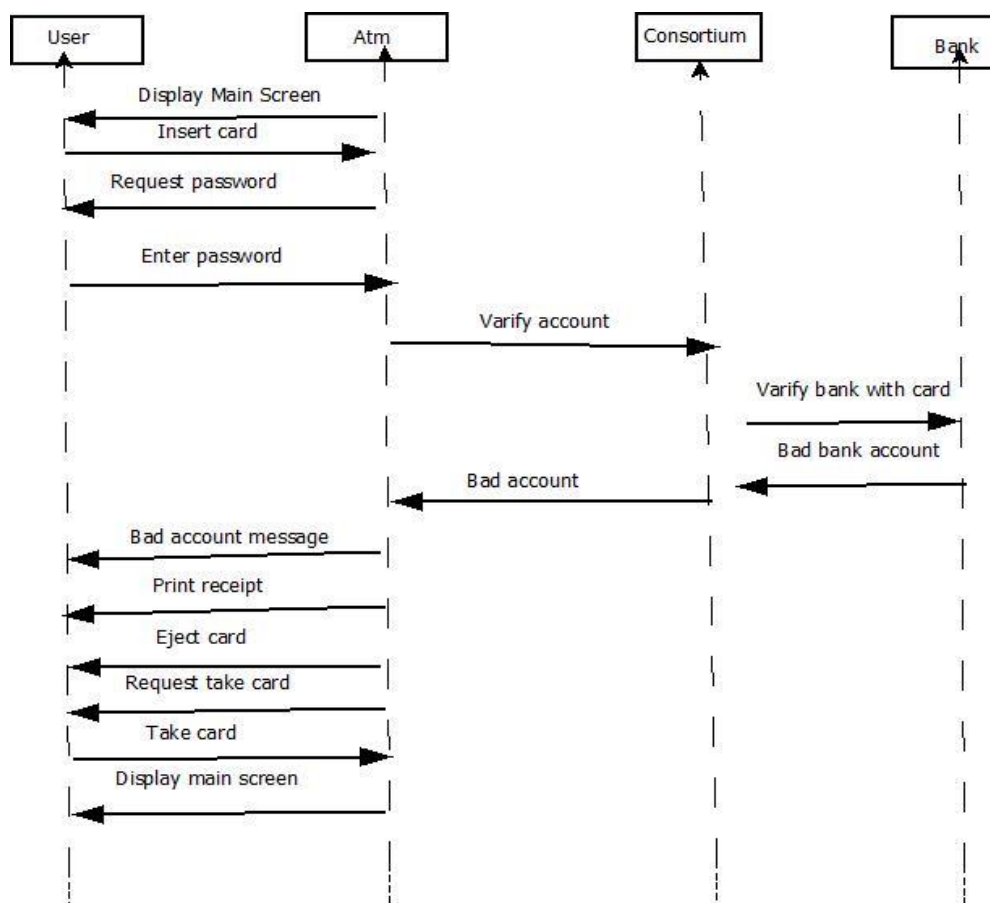 User
Atm
Consortium
Bank
Display Main Screen
Insert card
Request password
Enter password
Varify account
Varify bank with card
Bad bank account
Bad account
Bad account message
Print receipt
Eject card
Request take card
Take card
Display main screen